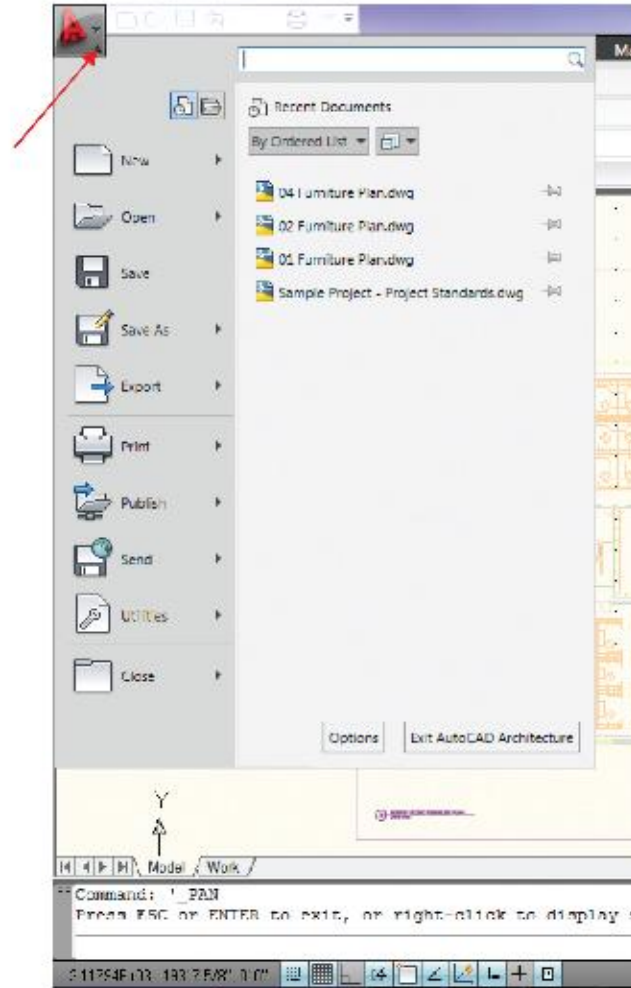 Recent Documents
By Ordered List
New
04 Furniture Plan.dwg
Open
02 Furniture Plan.dwg
01 Furniture Plan.dwg
Save
Sample Project - Project Standards.dwg
Save As
Export
Print
Publish
Send
Utilities
Close
Options
Exit AutoCAD Architecture
Y
Model
Work
Command: '_PAN
Press ESC or ENTER to exit, or right-click to display